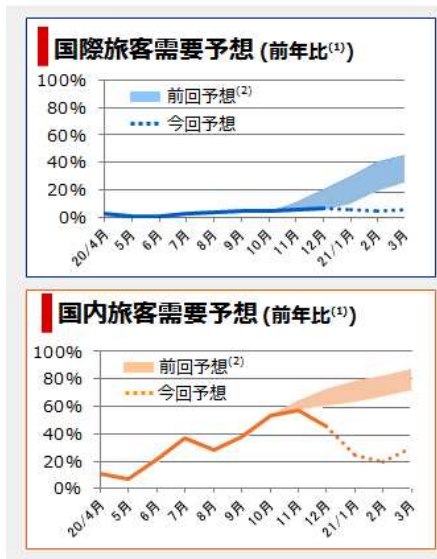 国際旅客需要予想 (前年比⁽¹⁾)
100%
80%
60%
40%
20%
0%
前回予想⁽²⁾
今回予想
20/4月 5月 6月 7月 8月 9月 10月 11月 12月 21/1月 2月 3月
国内旅客需要予想 (前年比⁽¹⁾)
100%
80%
60%
40%
20%
0%
前回予想⁽²⁾
今回予想
20/4月 5月 6月 7月 8月 9月 10月 11月 12月 21/1月 2月 3月